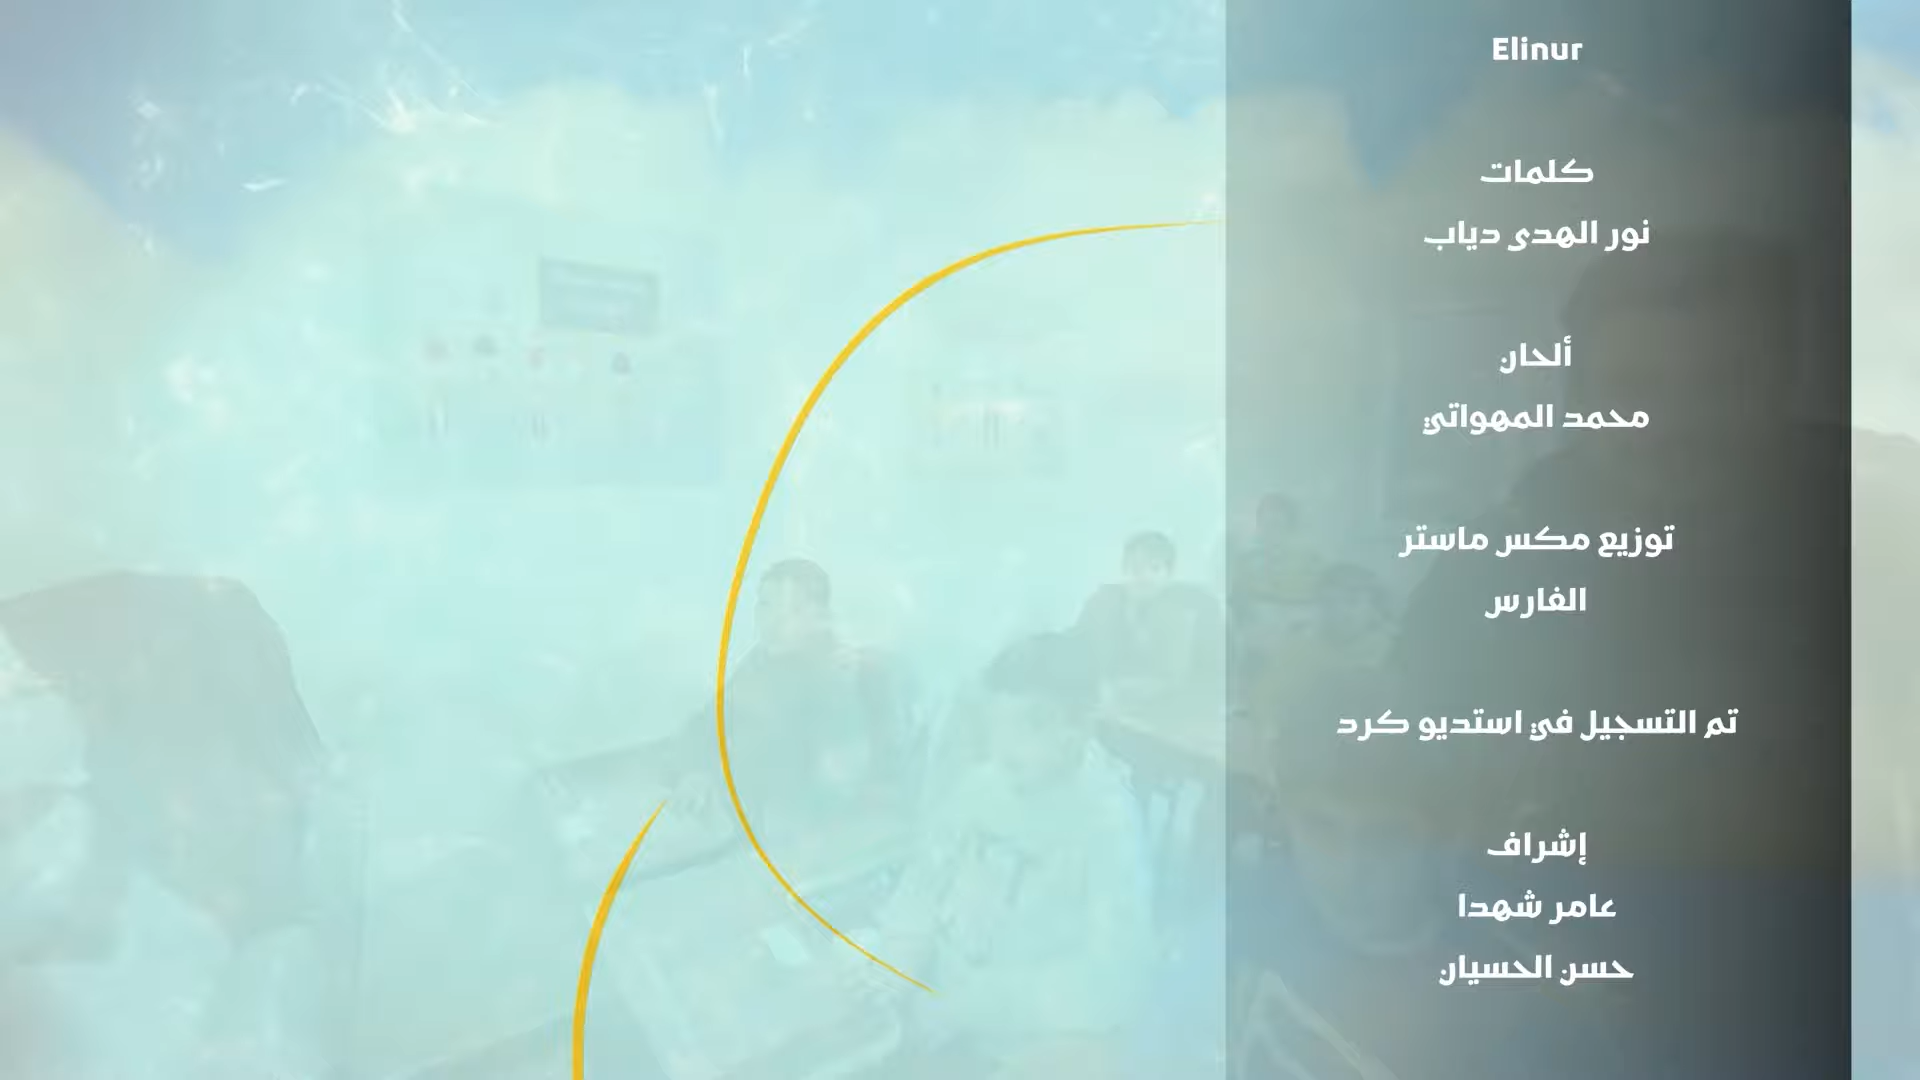 Elinur
كلمات
نور الهدى دياب
ألحان
محمد المهواتي
توزيع مكس ماستر
الفارس
تم التسجيل في استديو كرد
إشراف
عامر شهدا
حسن الحسيان